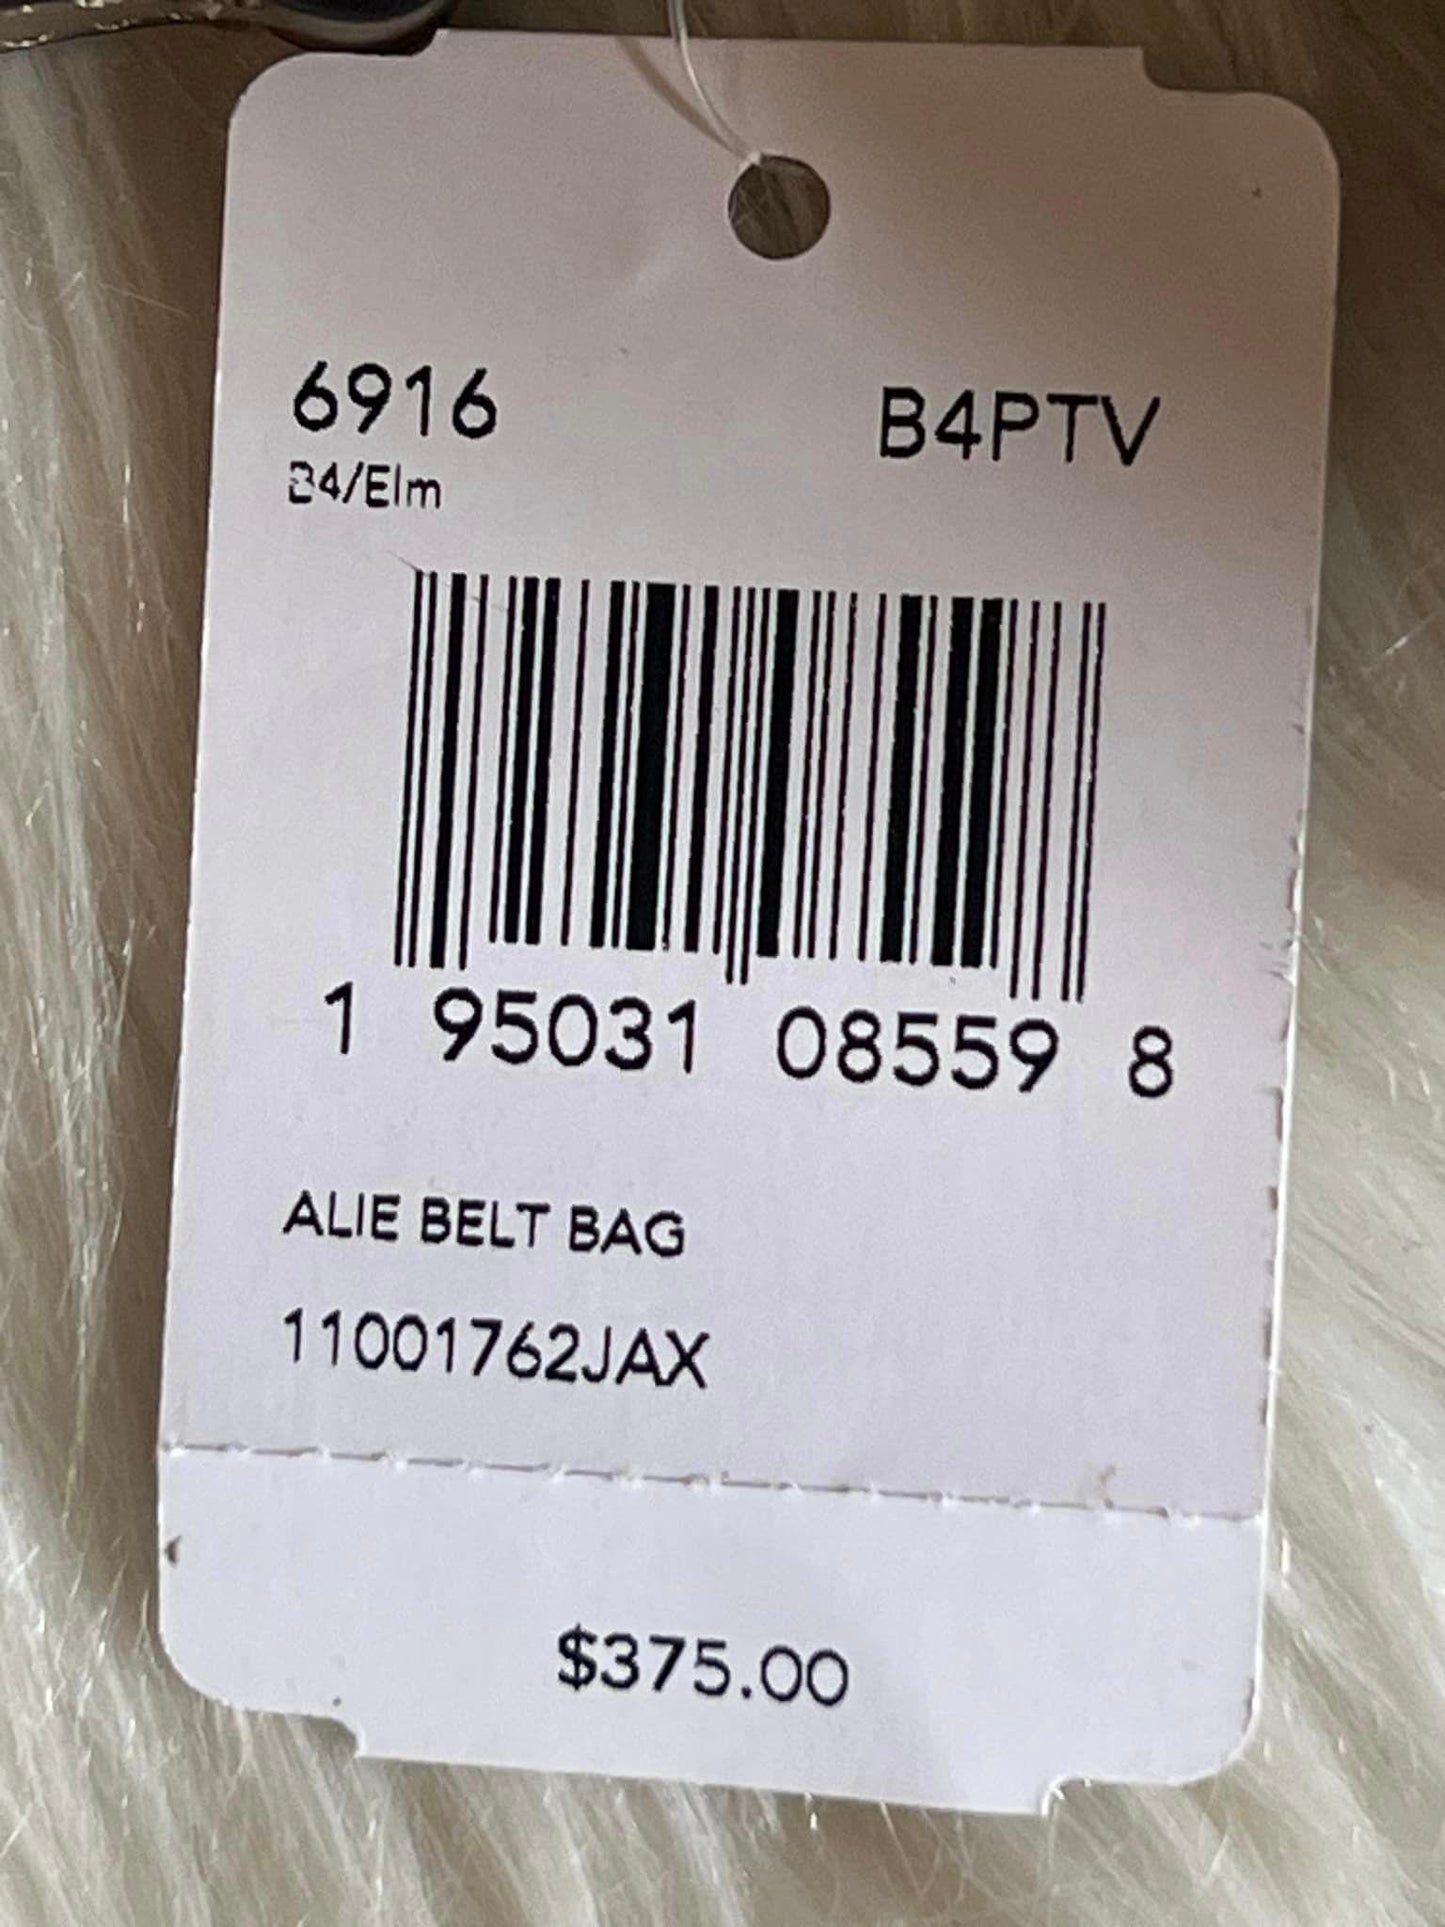 6916
B4PTV
B4/Elm
1 95031 08559 8
ALIE BELT BAG
11001762JAX
$375.00